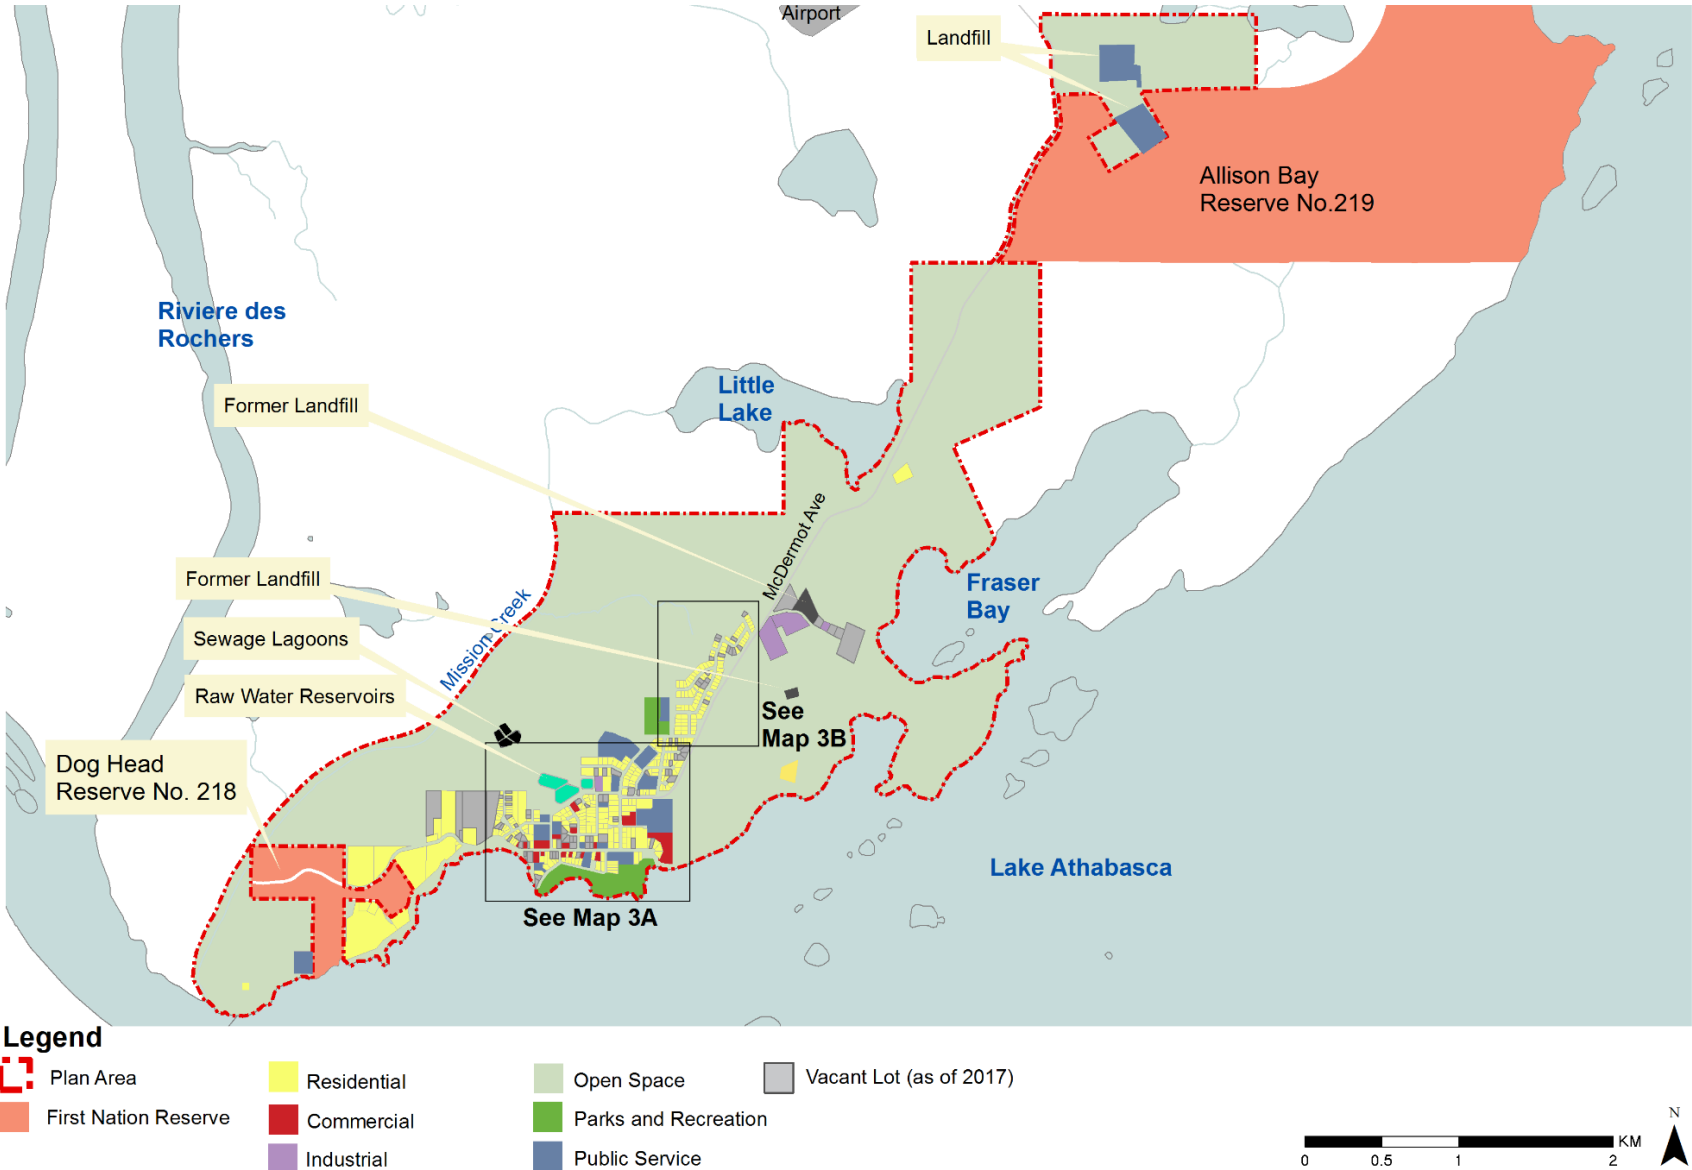 Airport
Landfill
Allison Bay
Reserve No.219
Riviere des
Rochers
Little
Lake
Former Landfill
McDermot Ave
Former Landfill
Fraser
Bay
Mission Creek
Sewage Lagoons
Raw Water Reservoirs
See
Map 3B
Dog Head
Reserve No. 218
Lake Athabasca
See Map 3A
Legend
Plan Area
First Nation Reserve
Residential
Commercial
Industrial
Open Space
Parks and Recreation
Public Service
Vacant Lot (as of 2017)
KM
0 0.5 1 2
N